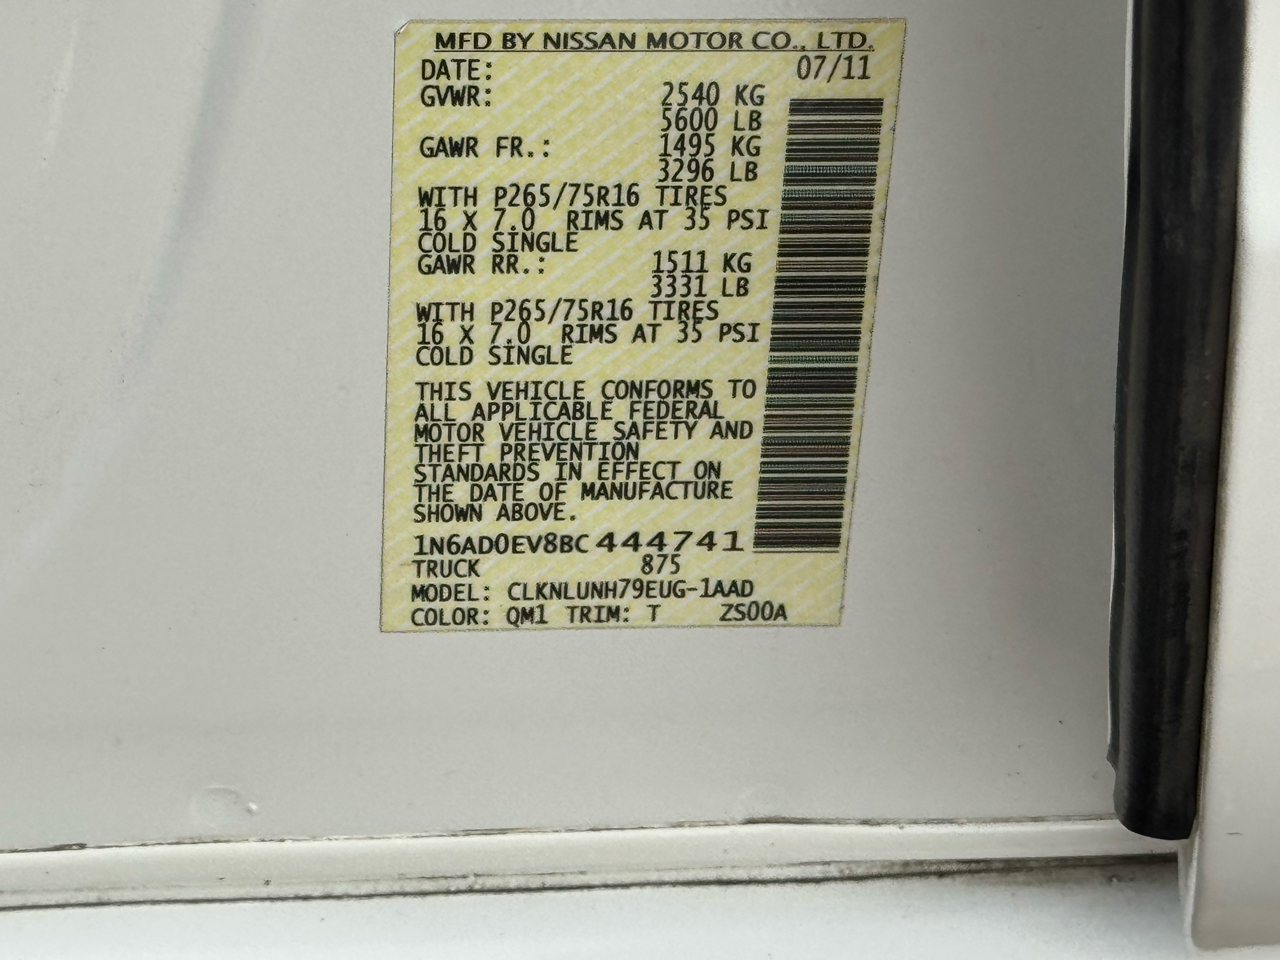 MFD BY NISSAN MOTOR CO., LTD.
DATE: 07/11
GVWR: 2540 KG
5600 LB
GAWR FR.: 1495 KG
3296 LB
WITH P265/75R16 TIRES
16 X 7.0 RIMS AT 35 PSI
COLD SINGLE
GAWR RR.: 1511 KG
3331 LB
WITH P265/75R16 TIRES
16 X 7.0 RIMS AT 35 PSI
COLD SINGLE
THIS VEHICLE CONFORMS TO
ALL APPLICABLE FEDERAL
MOTOR VEHICLE SAFETY AND
THEFT PREVENTION
STANDARDS IN EFFECT ON
THE DATE OF MANUFACTURE
SHOWN ABOVE.
1N6AD0EV8BC444741
TRUCK 875
MODEL: CLKNLUNH79EUG-1AAD
COLOR: QM1 TRIM: T ZS00A